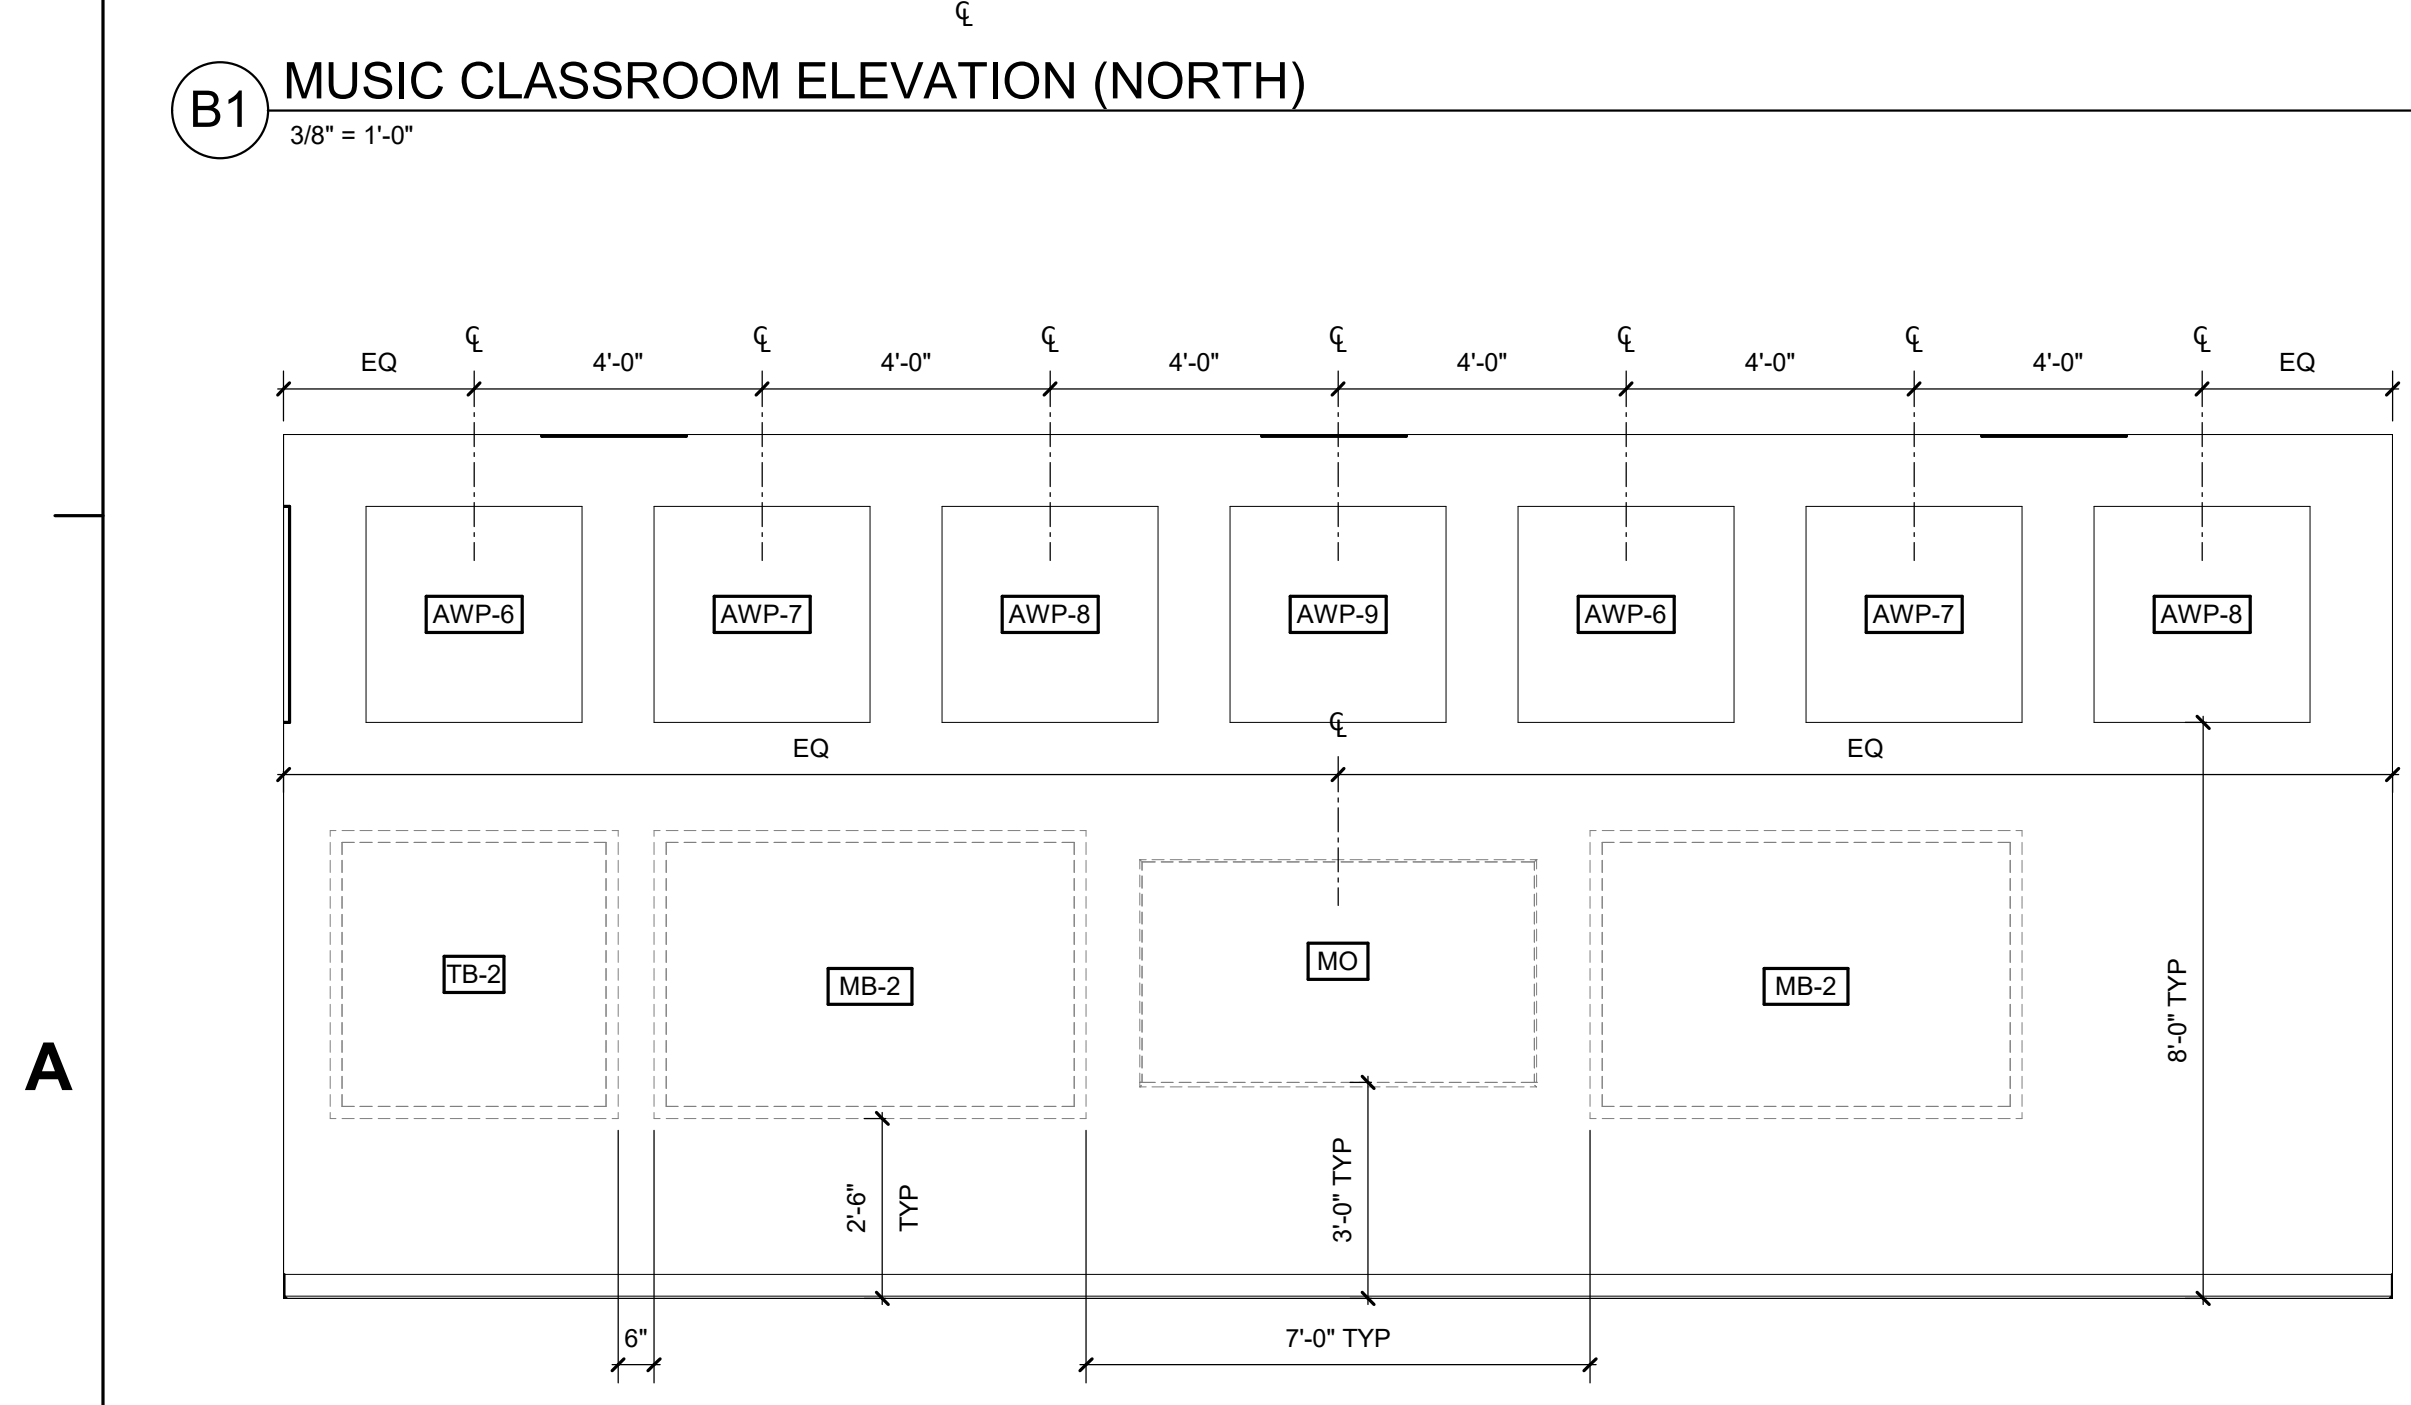 ℄
B1 MUSIC CLASSROOM ELEVATION (NORTH)
3/8" = 1'-0"
℄ ℄ ℄ ℄ ℄ ℄ ℄
EQ 4'-0" 4'-0" 4'-0" 4'-0" 4'-0" 4'-0" EQ
AWP-6 AWP-7 AWP-8 AWP-9 AWP-6 AWP-7 AWP-8
℄
EQ EQ
TB-2 MB-2 MO MB-2
8'-0" TYP
A
2'-6"
TYP
3'-0" TYP
6" 7'-0" TYP